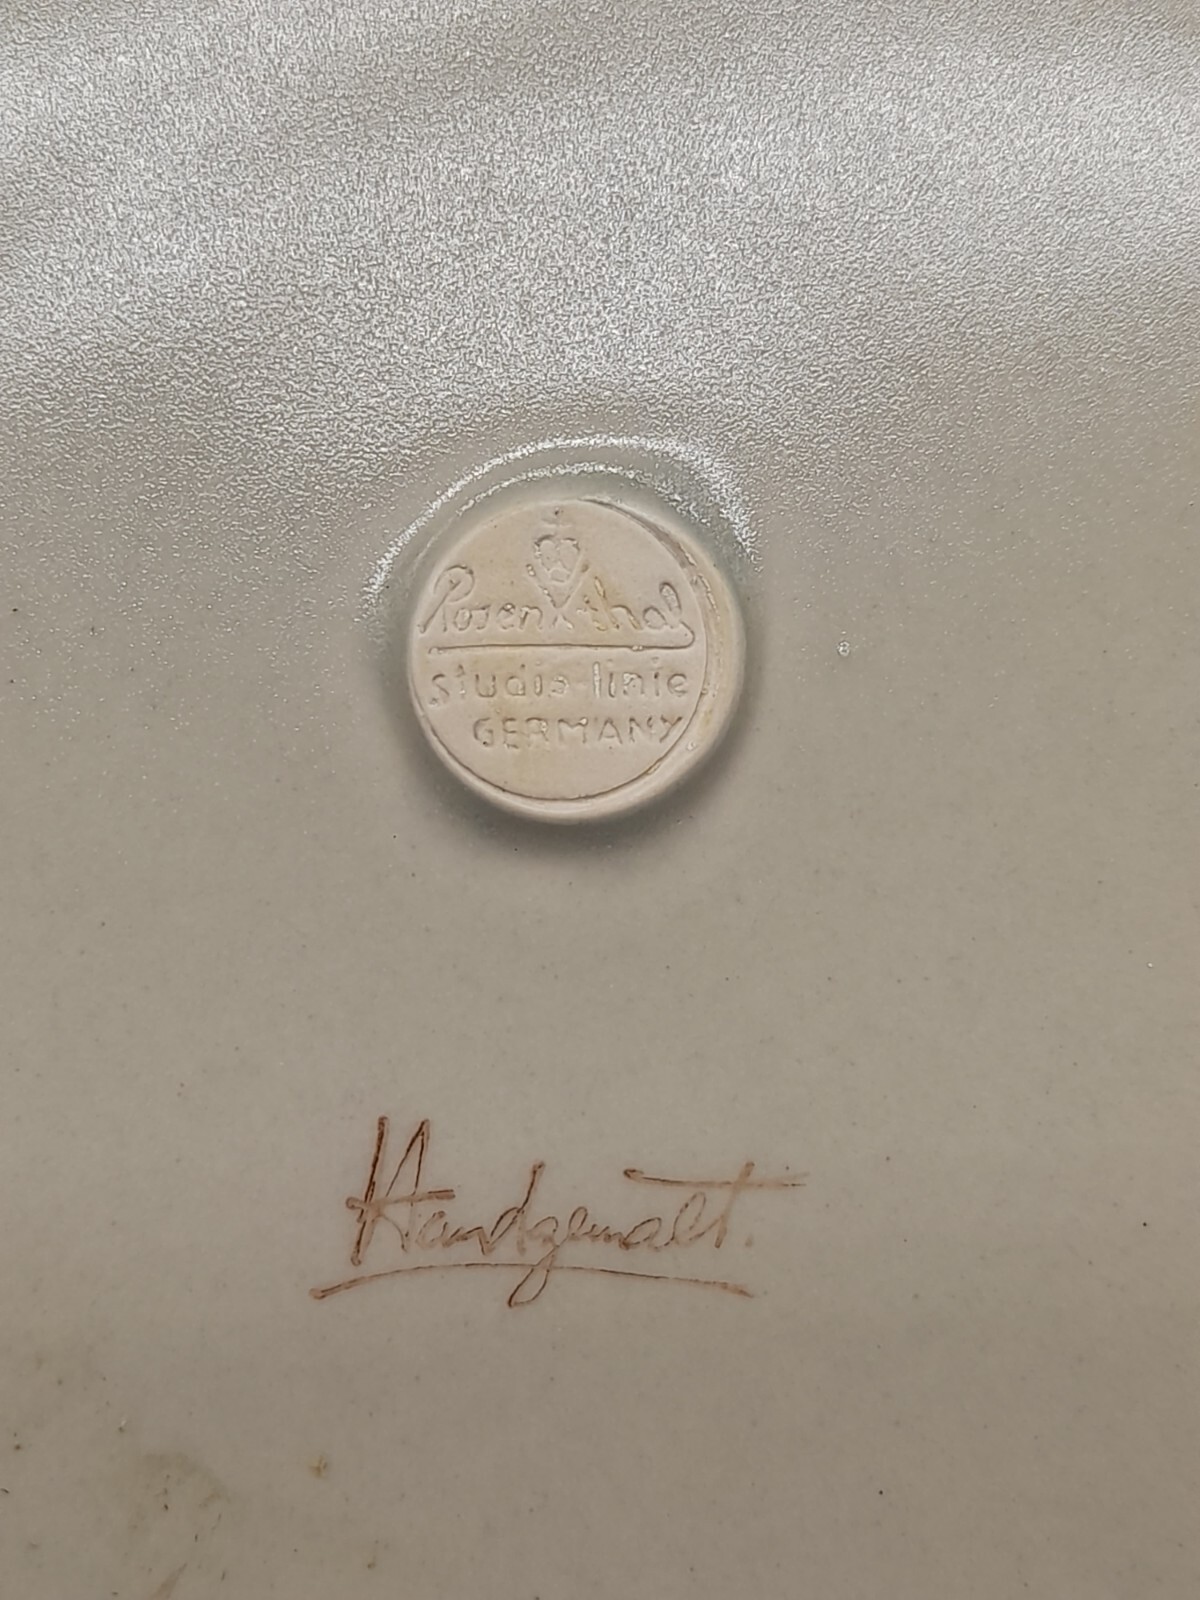 Rosenthal
studio-linie
GERMANY
Handgemalt.